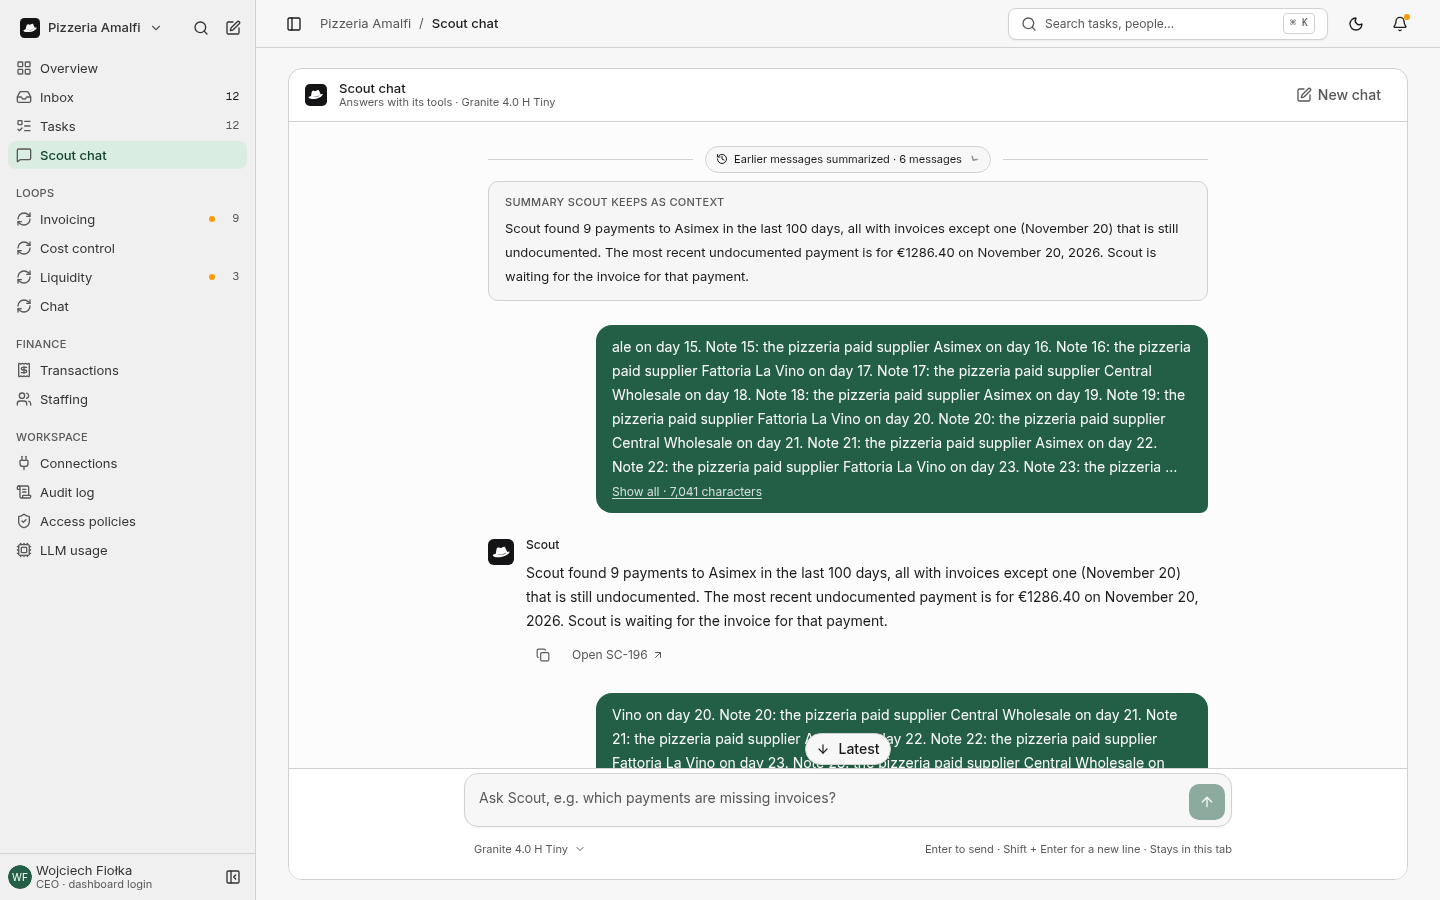 Pizzeria Amalfi
Overview
Inbox 12
Tasks 12
Scout chat
LOOPS
Invoicing 9
Cost control
Liquidity 3
Chat
FINANCE
Transactions
Staffing
WORKSPACE
Connections
Audit log
Access policies
LLM usage
WF
Wojciech Fiołka
CEO · dashboard login
Pizzeria Amalfi / Scout chat
Search tasks, people... ⌘ K
Scout chat
Answers with its tools · Granite 4.0 H Tiny
New chat
Earlier messages summarized · 6 messages
SUMMARY SCOUT KEEPS AS CONTEXT
Scout found 9 payments to Asimex in the last 100 days, all with invoices except one (November 20) that is still
undocumented. The most recent undocumented payment is for €1286.40 on November 20, 2026. Scout is
waiting for the invoice for that payment.
ale on day 15. Note 15: the pizzeria paid supplier Asimex on day 16. Note 16: the pizzeria
paid supplier Fattoria La Vino on day 17. Note 17: the pizzeria paid supplier Central
Wholesale on day 18. Note 18: the pizzeria paid supplier Asimex on day 19. Note 19: the
pizzeria paid supplier Fattoria La Vino on day 20. Note 20: the pizzeria paid supplier
Central Wholesale on day 21. Note 21: the pizzeria paid supplier Asimex on day 22.
Note 22: the pizzeria paid supplier Fattoria La Vino on day 23. Note 23: the pizzeria ...
Show all · 7,041 characters
Scout
Scout found 9 payments to Asimex in the last 100 days, all with invoices except one (November 20)
that is still undocumented. The most recent undocumented payment is for €1286.40 on November 20,
2026. Scout is waiting for the invoice for that payment.
Open SC-196
Vino on day 20. Note 20: the pizzeria paid supplier Central Wholesale on day 21. Note
21: the pizzeria paid supplier day 22. Note 22: the pizzeria paid supplier
Fattoria La Vino on day 23. pizzeria paid supplier Central Wholesale on
Latest
Ask Scout, e.g. which payments are missing invoices?
Granite 4.0 H Tiny
Enter to send · Shift + Enter for a new line · Stays in this tab